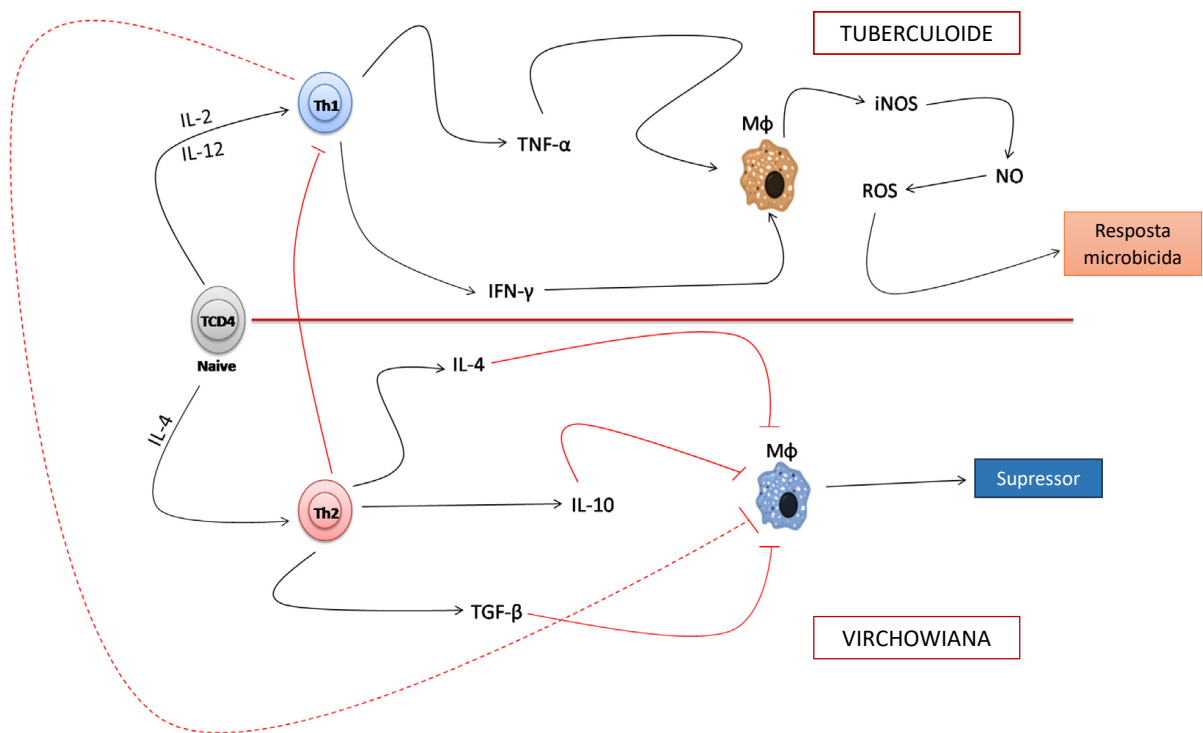 TUBERCULOIDE
Th1
IL-2
IL-12
TNF-α
Mϕ
iNOS
NO
ROS
Resposta
microbicida
IFN-γ
TCD4
Naive
IL-4
IL-4
Mϕ
Supressor
Th2
IL-10
TGF-β
VIRCHOWIANA